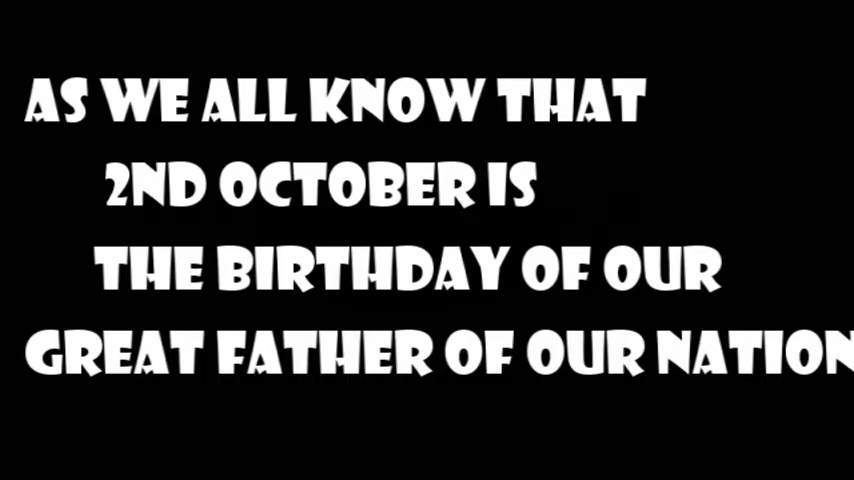 AS WE ALL KNOW THAT
2ND OCTOBER IS
THE BIRTHDAY OF OUR
GREAT FATHER OF OUR NATION